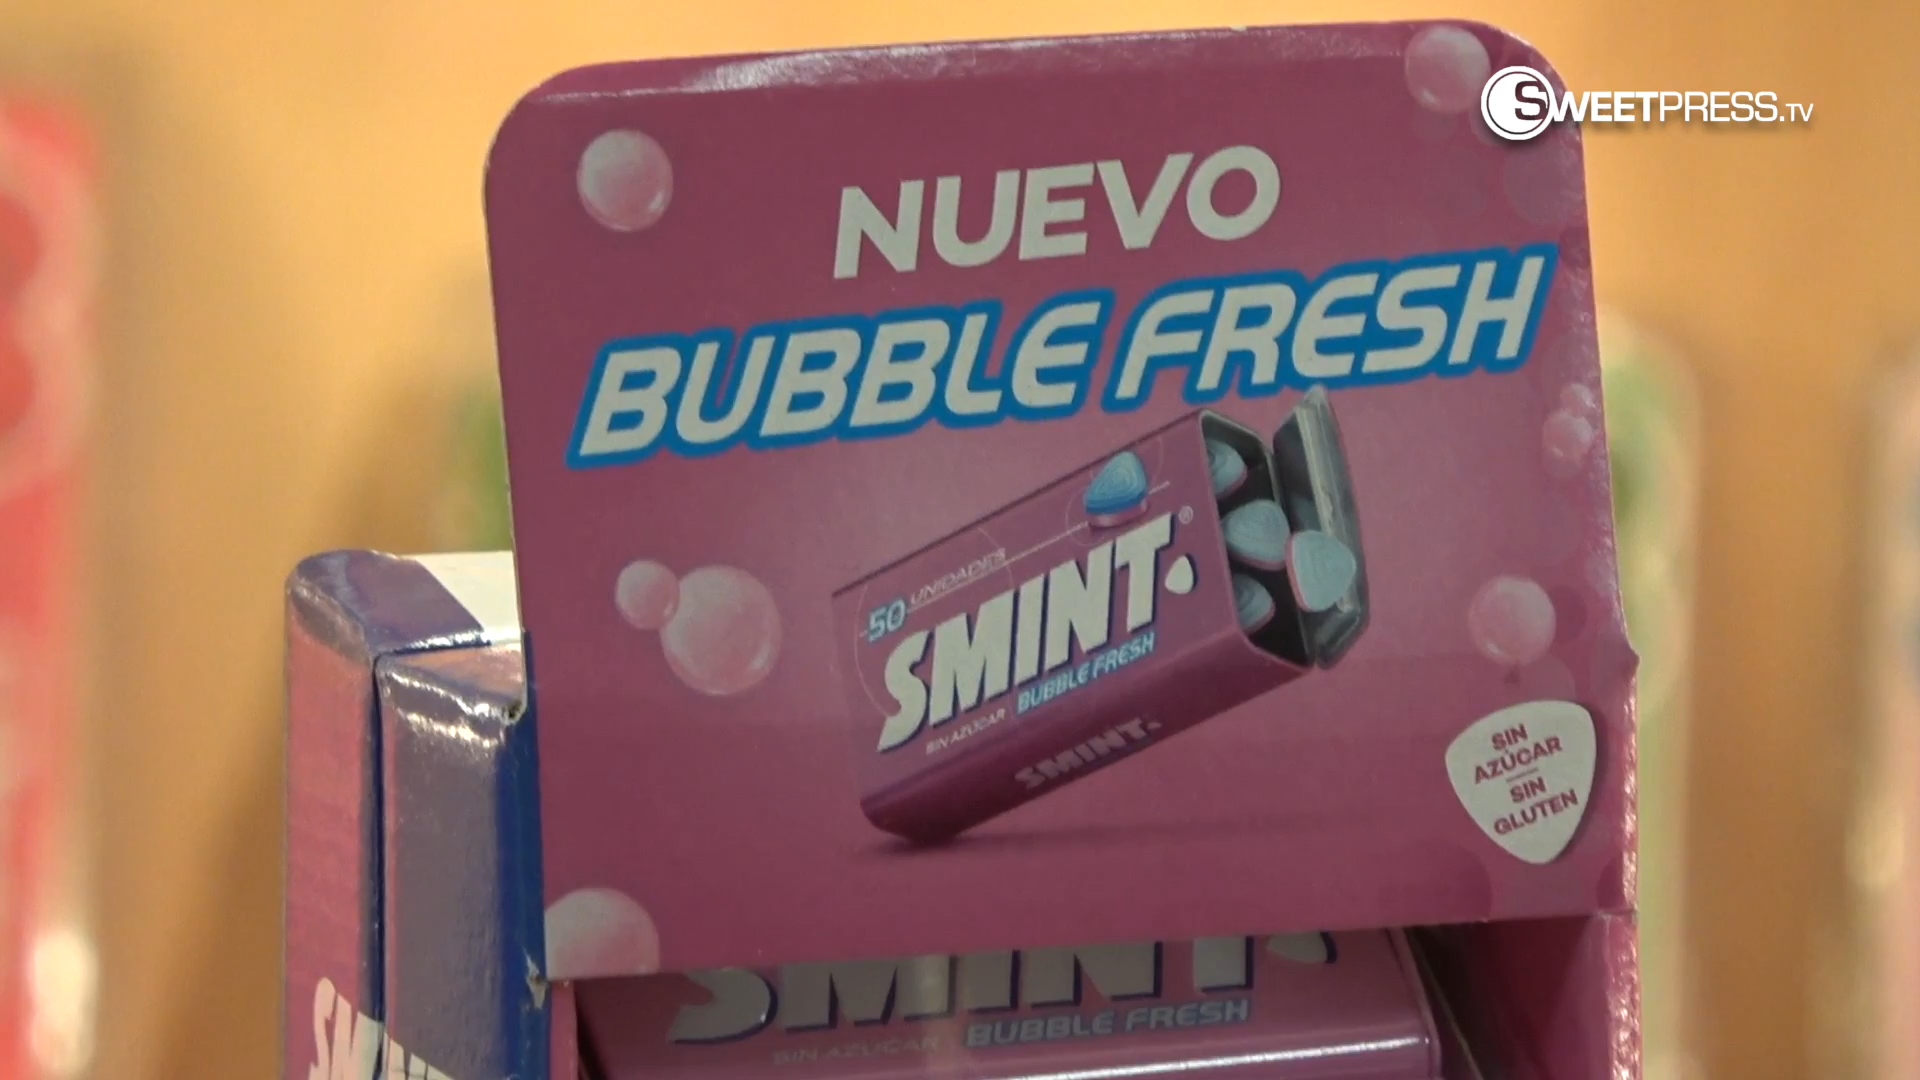 SWEETPRESS.TV
NUEVO
BUBBLE FRESH
50 UNIDADES
SMINT.®
SIN AZÚCAR BUBBLE FRESH
SMINT.
SIN
AZÚCAR
SIN
GLUTEN
SMINT.
SIN AZÚCAR BUBBLE FRESH